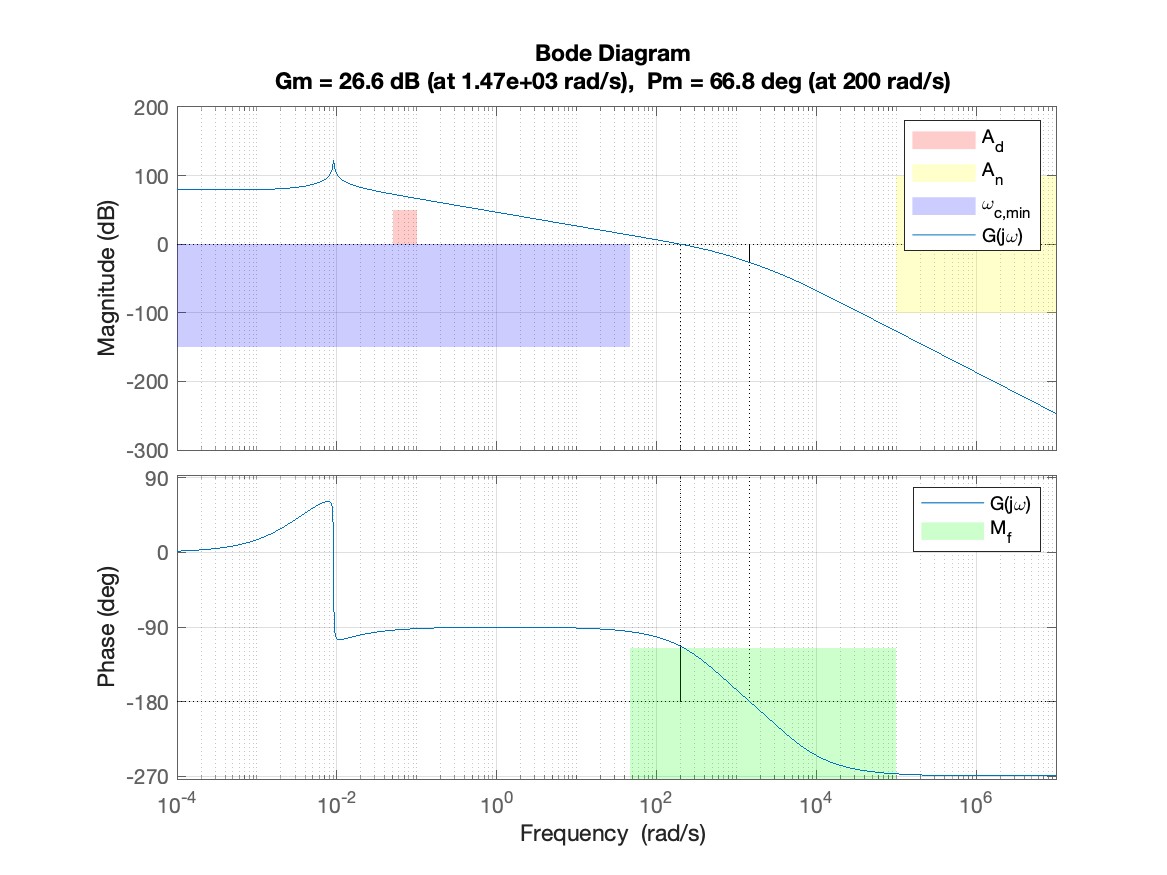 Bode Diagram
Gm = 26.6 dB (at 1.47e+03 rad/s),  Pm = 66.8 deg (at 200 rad/s)
200
100
0
-100
-200
-300
Magnitude (dB)
A_d
A_n
ω_c,min
G(jω)
90
0
-90
-180
-270
Phase (deg)
G(jω)
M_f
10^-4
10^-2
10^0
10^2
10^4
10^6
Frequency  (rad/s)